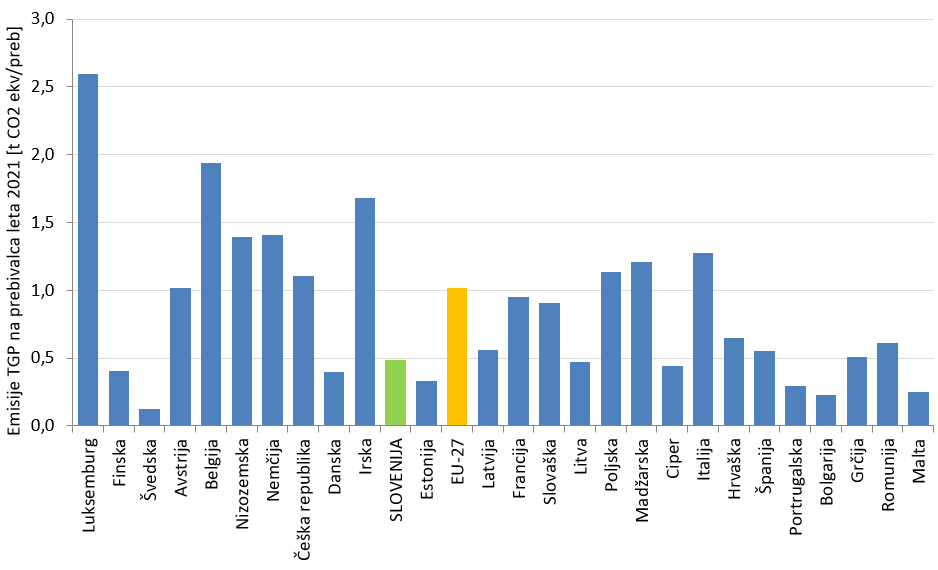 Emisije TGP na prebivalca leta 2021 [t CO2 ekv/preb]
3,0
2,5
2,0
1,5
1,0
0,5
0,0
Luksemburg
Finska
Švedska
Avstrija
Belgija
Nizozemska
Nemčija
Češka republika
Danska
Irska
SLOVENIJA
Estonija
EU-27
Latvija
Francija
Slovaška
Litva
Poljska
Madžarska
Ciper
Italija
Hrvaška
Španija
Portrugalska
Bolgarija
Grčija
Romunija
Malta